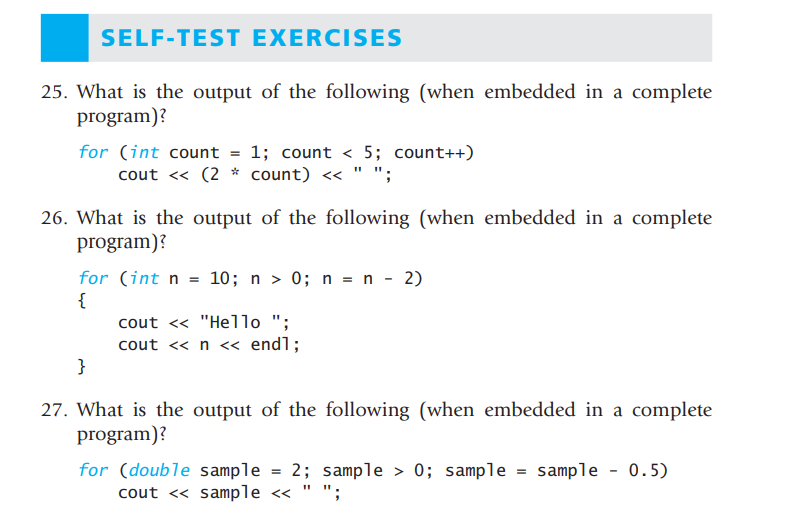 SELF-TEST EXERCISES
25. What is the output of the following (when embedded in a complete
program)?
for (int count = 1; count < 5; count++)
cout << (2 * count) << " ";
26. What is the output of the following (when embedded in a complete
program)?
for (int n = 10; n > 0; n = n - 2)
{
cout << "Hello ";
cout << n << endl;
}
27. What is the output of the following (when embedded in a complete
program)?
for (double sample = 2; sample > 0; sample = sample - 0.5)
cout << sample << " ";